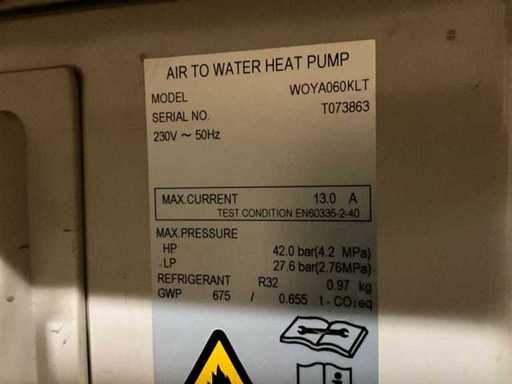 AIR TO WATER HEAT PUMP
MODEL WOYA060KLT
SERIAL NO. T073863
230V ~ 50Hz
MAX.CURRENT 13.0 A
TEST CONDITION EN60335-2-40
MAX.PRESSURE
HP 42.0 bar(4.2 MPa)
LP 27.6 bar(2.76MPa)
REFRIGERANT R32 0.97 kg
GWP 675 / 0.655 t-CO₂eq